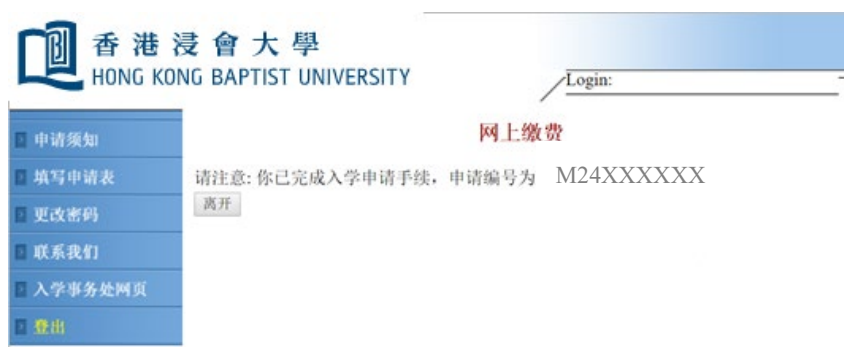 香港浸會大學
HONG KONG BAPTIST UNIVERSITY
Login:
申请须知
填写申请表
更改密码
联系我们
入学事务处网页
登出
网上缴费
请注意: 你已完成入学申请手续，申请编号为 M24XXXXXX
离开